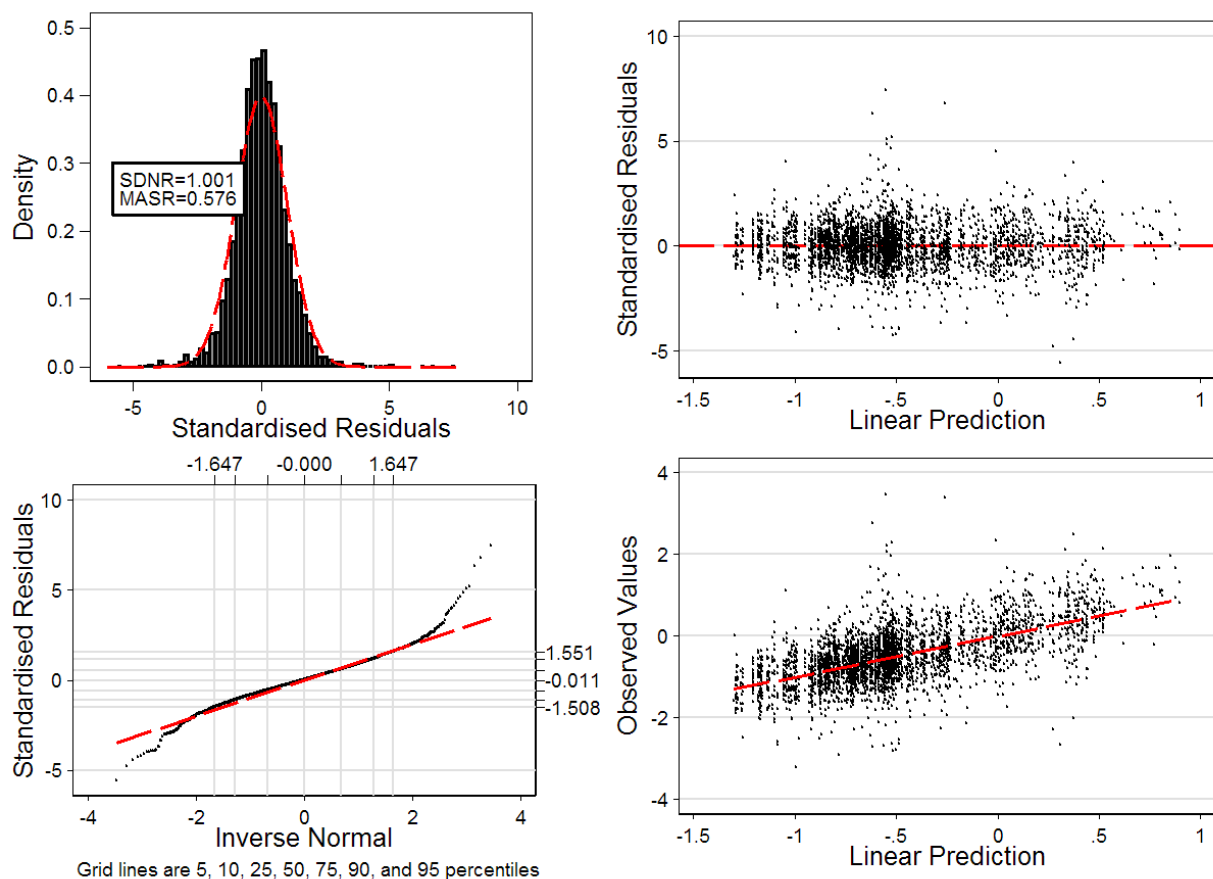 0.5
0.4
0.3
0.2
0.1
0.0
Density
SDNR=1.001
MASR=0.576
-5 0 5 10
Standardised Residuals
10
5
0
-5
Standardised Residuals
-1.5 -1 -.5 0 .5 1
Linear Prediction
-1.647 -0.000 1.647
10
5
0
-5
Standardised Residuals
1.551
-0.011
-1.508
-4 -2 0 2 4
Inverse Normal
Grid lines are 5, 10, 25, 50, 75, 90, and 95 percentiles
4
2
0
-2
-4
Observed Values
-1.5 -1 -.5 0 .5 1
Linear Prediction